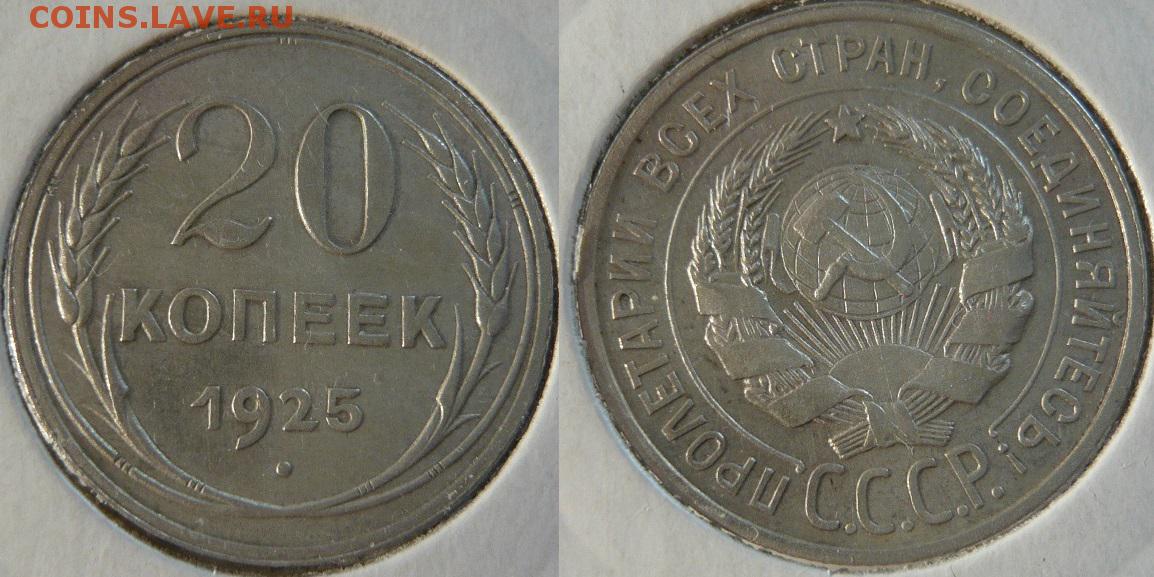 COINS.LAVE.RU
20
КОПЕЕК
1925
ПРОЛЕТАРИИ ВСЕХ СТРАН, СОЕДИНЯЙТЕСЬ!
С.С.С.Р.